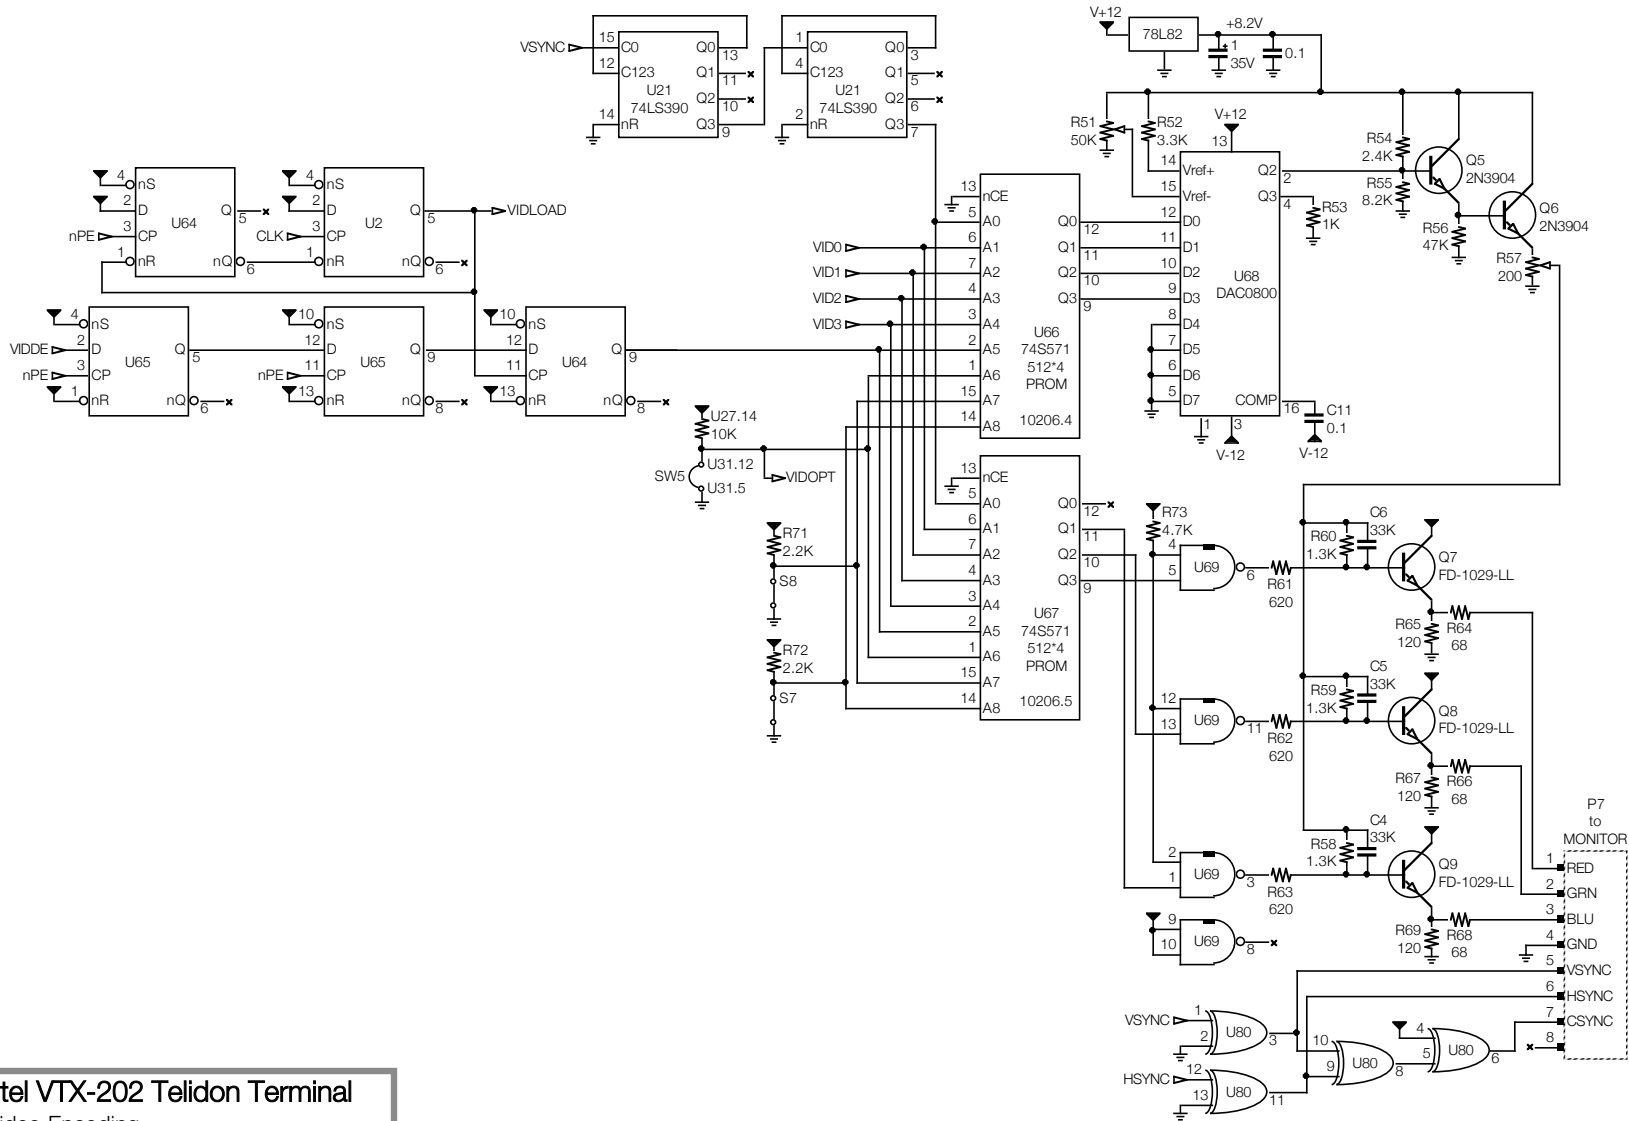 V+12
78L82
+8.2V
1
35V
0.1
VSYNC
15
C0
Q0
13
12
C123
Q1
11
U21
Q2
10
74LS390
14
nR
Q3
9
1
C0
Q0
3
4
C123
Q1
5
U21
Q2
6
74LS390
2
nR
Q3
7
R51
50K
R52
3.3K
V+12
13
R54
2.4K
R55
8.2K
Q5
2N3904
Q6
2N3904
R56
47K
R57
200
R53
1K
4
nS
2
D
U64
Q
5
nPE
3
CP
1
nR
nQ
6
4
nS
2
D
U2
Q
5
VIDLOAD
CLK
3
CP
1
nR
nQ
6
4
nS
VIDDE
2
D
U65
Q
5
nPE
3
CP
1
nR
nQ
6
10
nS
12
D
U65
Q
9
nPE
11
CP
13
nR
nQ
8
10
nS
12
D
U64
Q
9
11
CP
13
nR
nQ
8
VID0
VID1
VID2
VID3
13
nCE
5
A0
Q0
12
6
A1
Q1
11
7
A2
Q2
10
4
A3
Q3
9
3
A4
U66
2
A5
74S571
1
A6
512*4
PROM
15
A7
14
A8
10206.4
14
Vref+
Q2
2
15
Vref-
Q3
4
12
D0
11
D1
10
D2
U68
9
D3
DAC0800
8
D4
7
D5
6
D6
5
D7
COMP
16
1
3
V-12
C11
0.1
V-12
U27.14
10K
SW5
U31.12
U31.5
VIDOPT
R71
2.2K
S8
R72
2.2K
S7
13
nCE
5
A0
Q0
12
6
A1
Q1
11
7
A2
Q2
10
4
A3
Q3
9
3
A4
U67
2
A5
74S571
1
A6
512*4
PROM
15
A7
14
A8
10206.5
R73
4.7K
4
5
U69
6
R61
620
R60
1.3K
C6
33K
Q7
FD-1029-LL
R65
120
R64
68
12
13
U69
11
R62
620
R59
1.3K
C5
33K
Q8
FD-1029-LL
R67
120
R66
68
2
1
U69
3
R63
620
R58
1.3K
C4
33K
Q9
FD-1029-LL
R69
120
R68
68
9
10
U69
8
P7
to
MONITOR
1
RED
2
GRN
3
BLU
4
GND
5
VSYNC
6
HSYNC
7
CSYNC
8
VSYNC
1
2
U80
3
HSYNC
12
13
U80
11
10
9
U80
8
4
5
U80
6
tel VTX-202 Telidon Terminal